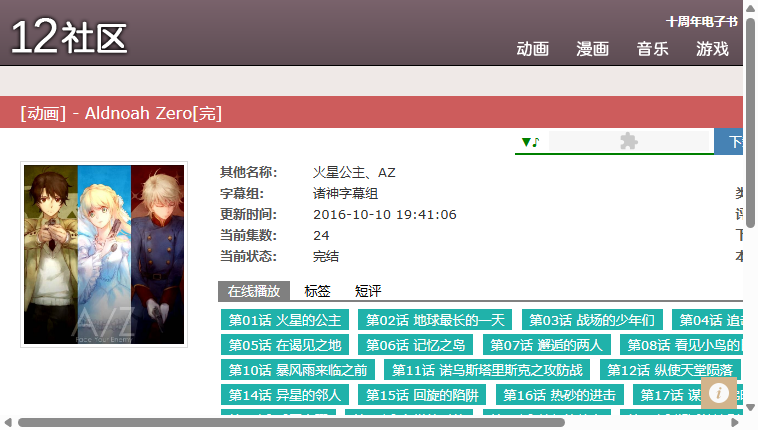 12社区
十周年电子书
动画 漫画 音乐 游戏
[动画] - Aldnoah Zero[完]
▼♪
其他名称: 火星公主、AZ
字幕组: 诸神字幕组
更新时间: 2016-10-10 19:41:06
当前集数: 24
当前状态: 完结
A/Z
Face Your Enemy
在线播放 标签 短评
第01话 火星的公主 第02话 地球最长的一天 第03话 战场的少年们 第04话 追
第05话 在谒见之地 第06话 记忆之岛 第07话 邂逅的两人 第08话 看见小鸟的
第10话 暴风雨来临之前 第11话 诺乌斯塔里斯克之攻防战 第12话 纵使天堂陨落
第14话 异星的邻人 第15话 回旋的陷阱 第16话 热砂的进击 第17话 谋